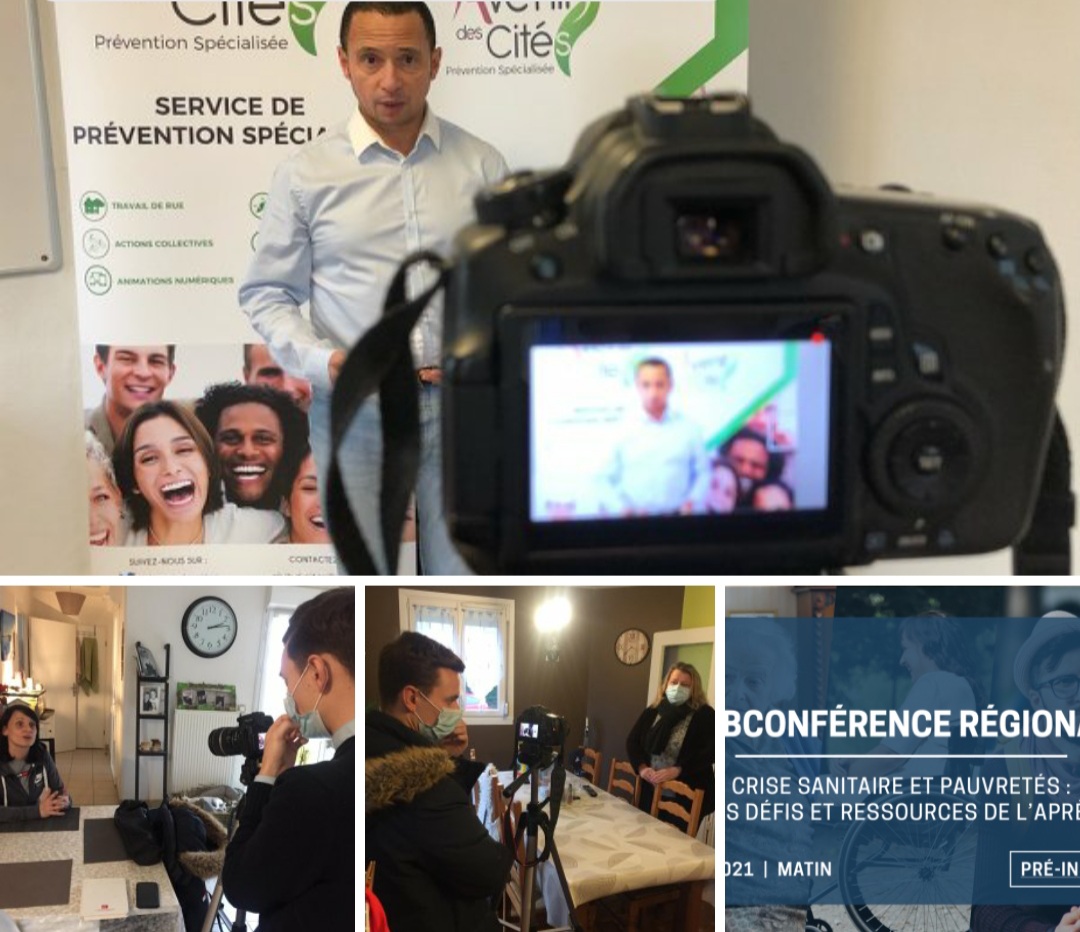 Cités
Prévention Spécialisée
Avenir
des Cités
Prévention Spécialisée
SERVICE DE
PRÉVENTION SPÉCIA
TRAVAIL DE RUE
ACTIONS COLLECTIVES
ANIMATIONS NUMÉRIQUES
SUIVEZ-NOUS SUR :
CONTACTEZ
BCONFÉRENCE RÉGIONA
CRISE SANITAIRE ET PAUVRETÉS :
S DÉFIS ET RESSOURCES DE L'APRÈ
021 | MATIN
PRÉ-IN